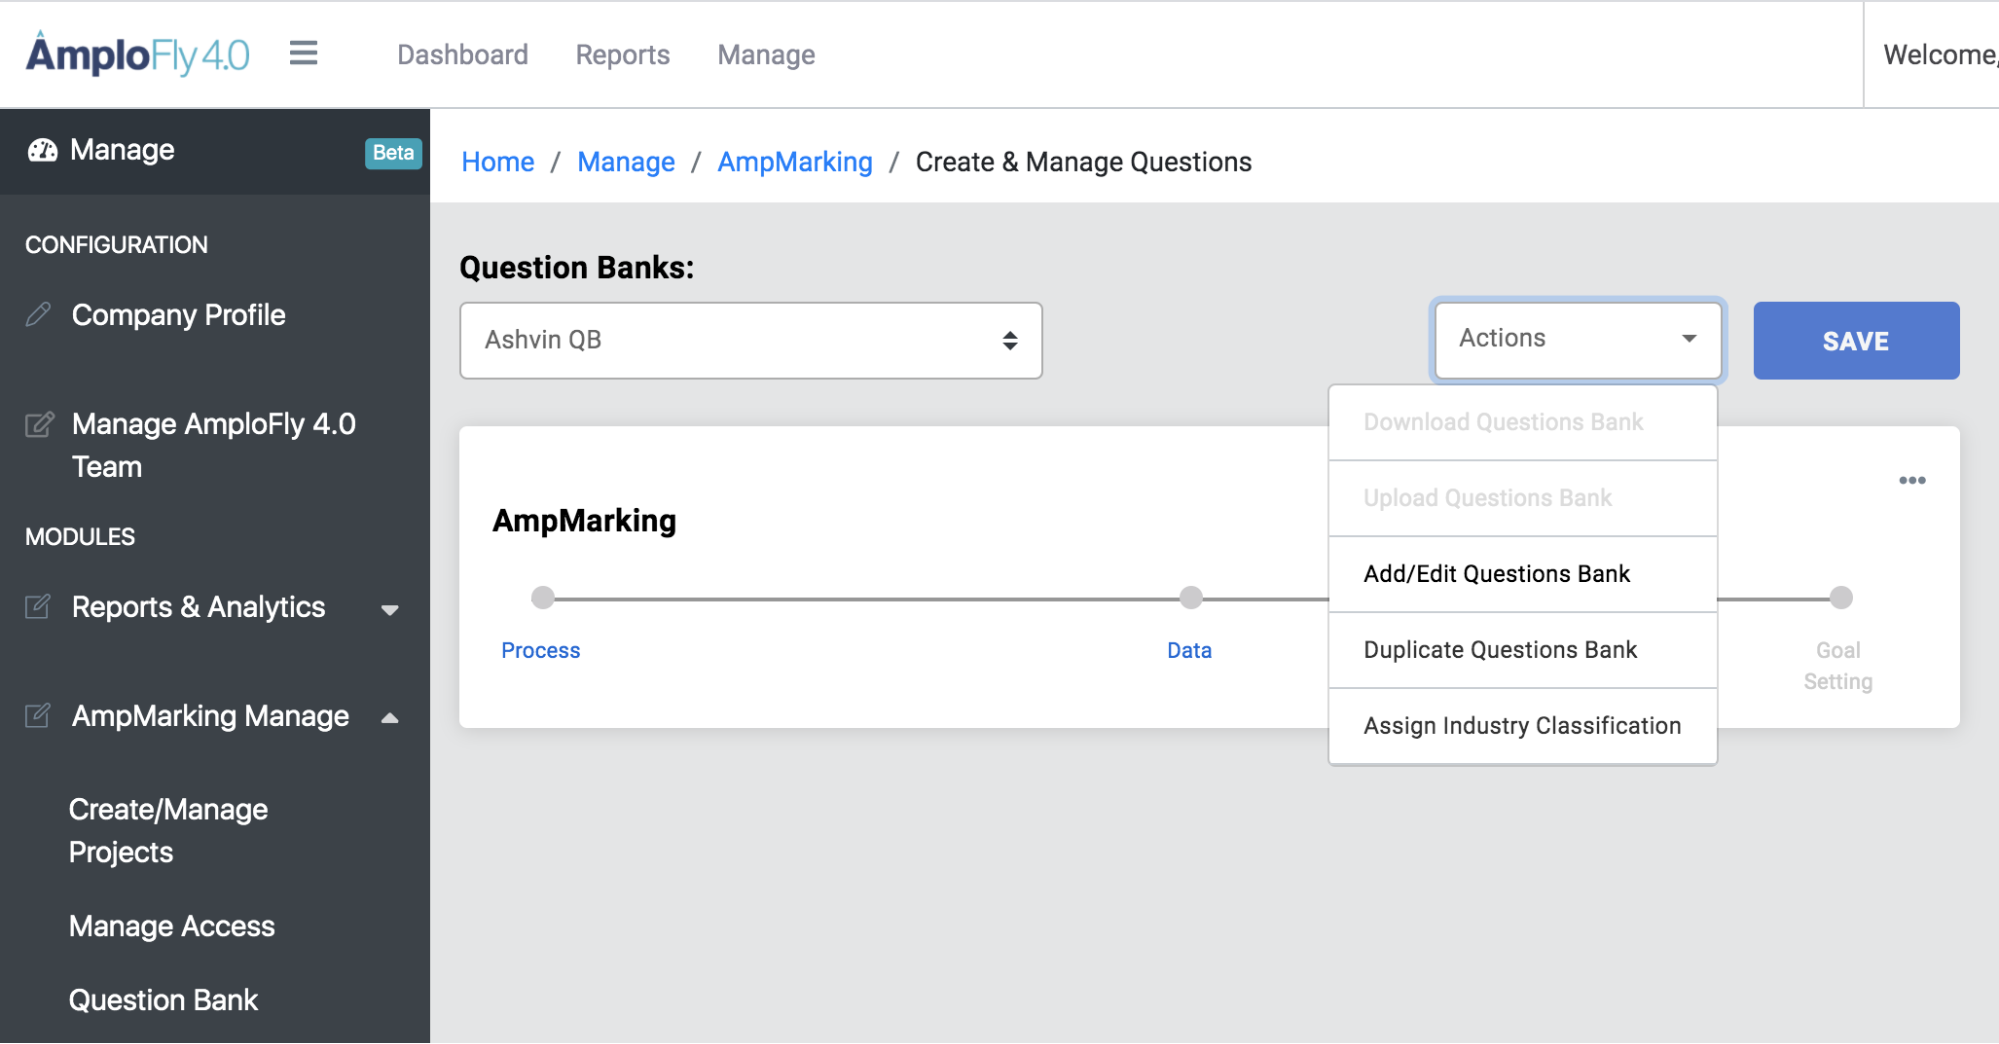 AmploFly 4.0
Dashboard
Reports
Manage
Welcome,
Manage
Beta
CONFIGURATION
Company Profile
Manage AmploFly 4.0
Team
MODULES
Reports & Analytics
AmpMarking Manage
Create/Manage
Projects
Manage Access
Question Bank
Home / Manage / AmpMarking / Create & Manage Questions
Question Banks:
Ashvin QB
Actions
SAVE
Download Questions Bank
Upload Questions Bank
Add/Edit Questions Bank
Duplicate Questions Bank
Assign Industry Classification
AmpMarking
Process
Data
Goal
Setting